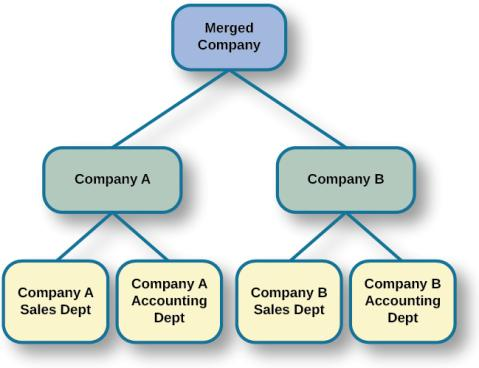 Merged
Company
Company A
Company B
Company A
Sales Dept
Company A
Accounting
Dept
Company B
Sales Dept
Company B
Accounting
Dept